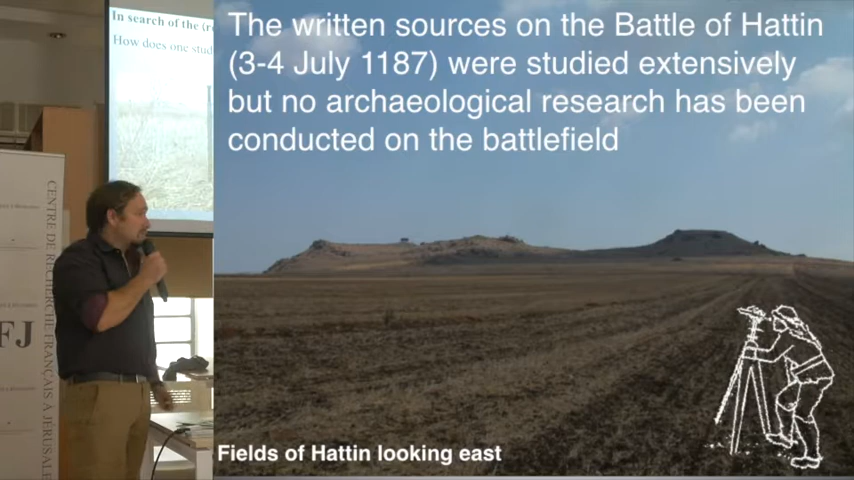 In search of the (r
How does one stud
The written sources on the Battle of Hattin
(3-4 July 1187) were studied extensively
but no archaeological research has been
conducted on the battlefield
Fields of Hattin looking east
CENTRE DE RECHERCHE FRANÇAIS À JÉRUSALE
FJ